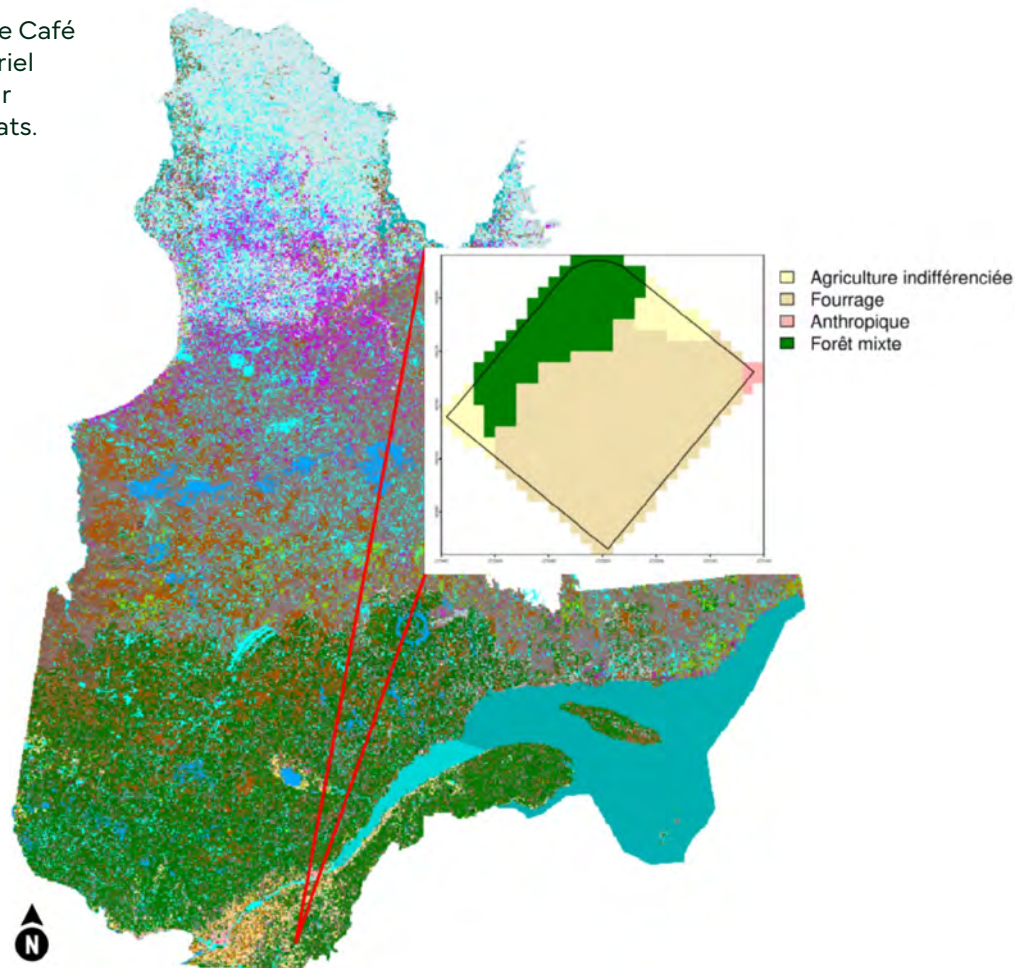 e Café
riel
r
ats.
Agriculture indifférenciée
Fourrage
Anthropique
Forêt mixte
N